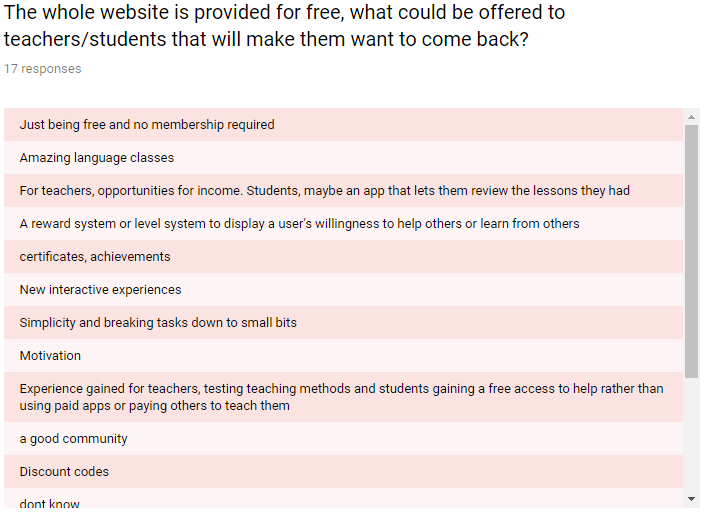 The whole website is provided for free, what could be offered to
teachers/students that will make them want to come back?
17 responses
Just being free and no membership required
Amazing language classes
For teachers, opportunities for income. Students, maybe an app that lets them review the lessons they had
A reward system or level system to display a user's willingness to help others or learn from others
certificates, achievements
New interactive experiences
Simplicity and breaking tasks down to small bits
Motivation
Experience gained for teachers, testing teaching methods and students gaining a free access to help rather than
using paid apps or paying others to teach them
a good community
Discount codes
dont know